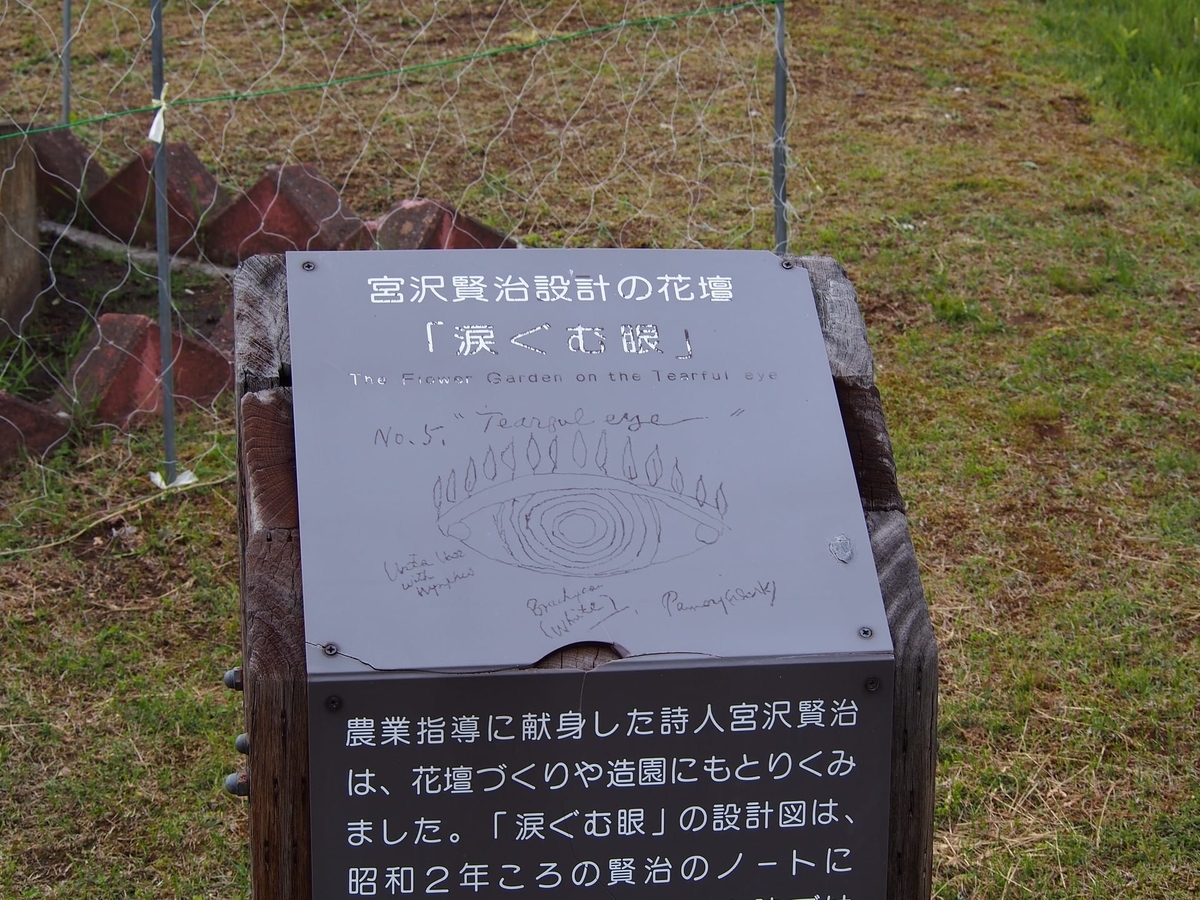 宮沢賢治設計の花壇
「涙ぐむ眼」
The Flower Garden on the Tearful eye
No.5. "Tearful eye"
with
(White)
農業指導に献身した詩人宮沢賢治
は、花壇づくりや造園にもとりくみ
ました。「涙ぐむ眼」の設計図は、
昭和２年ころの賢治のノートに